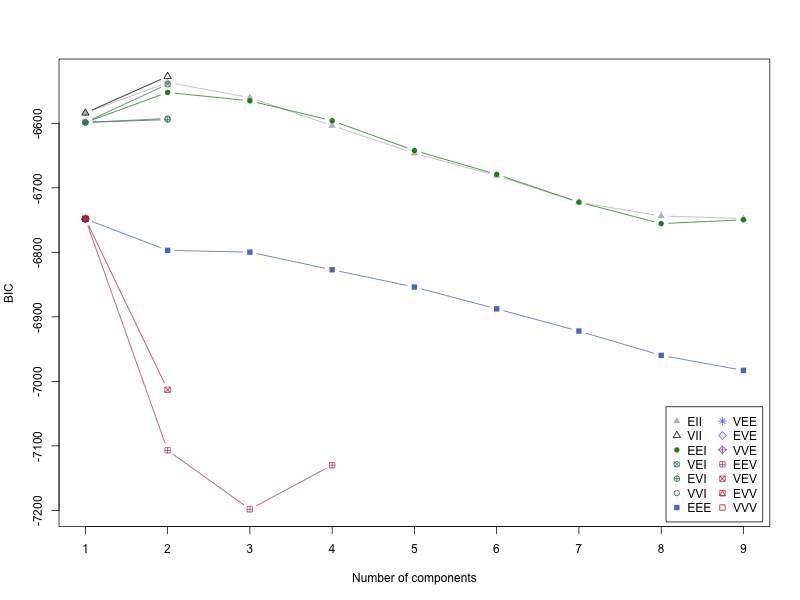 -6600
-6700
-6800
-6900
-7000
-7100
-7200
BIC
1 2 3 4 5 6 7 8 9
Number of components
EII VEE
VII EVE
EEI VVE
VEI EEV
EVI VEV
VVI EVV
EEE VVV